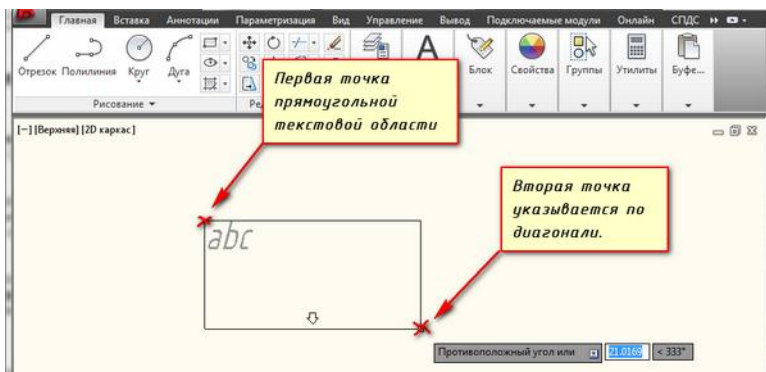 Главная Вставка Аннотации Параметризация Вид Управление Вывод Подключаемые модули Онлайн СПДС
Отрезок Полилиния Круг Дуга Блок Свойства Группы Утилиты Буфе...
Рисование
[−] [Верхняя] [2D каркас]
Первая точка
прямоугольной
текстовой области
Вторая точка
указывается по
диагонали.
abc
Противоположный угол или 21.0169 < 333°